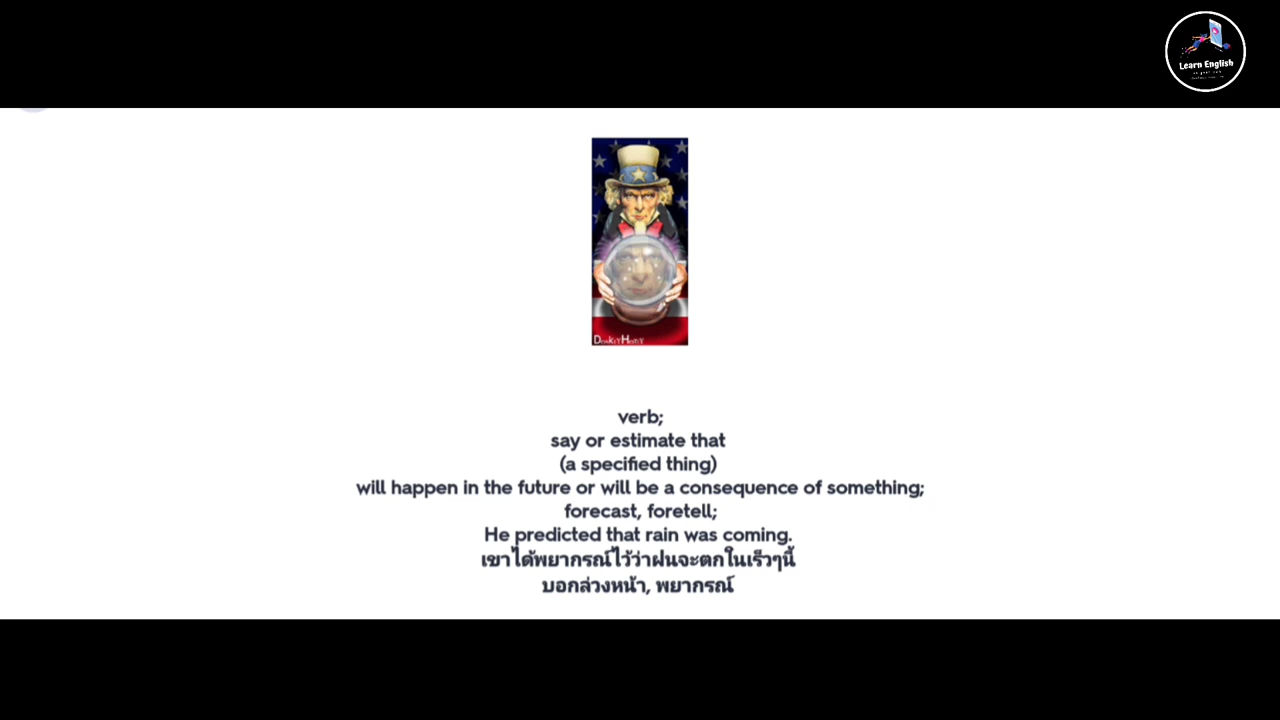 Learn English
DonkeyHotey
verb;
say or estimate that
(a specified thing)
will happen in the future or will be a consequence of something;
forecast, foretell;
He predicted that rain was coming.
เขาได้พยากรณ์ไว้ว่าฝนจะตกในเร็วๆนี้
บอกล่วงหน้า, พยากรณ์